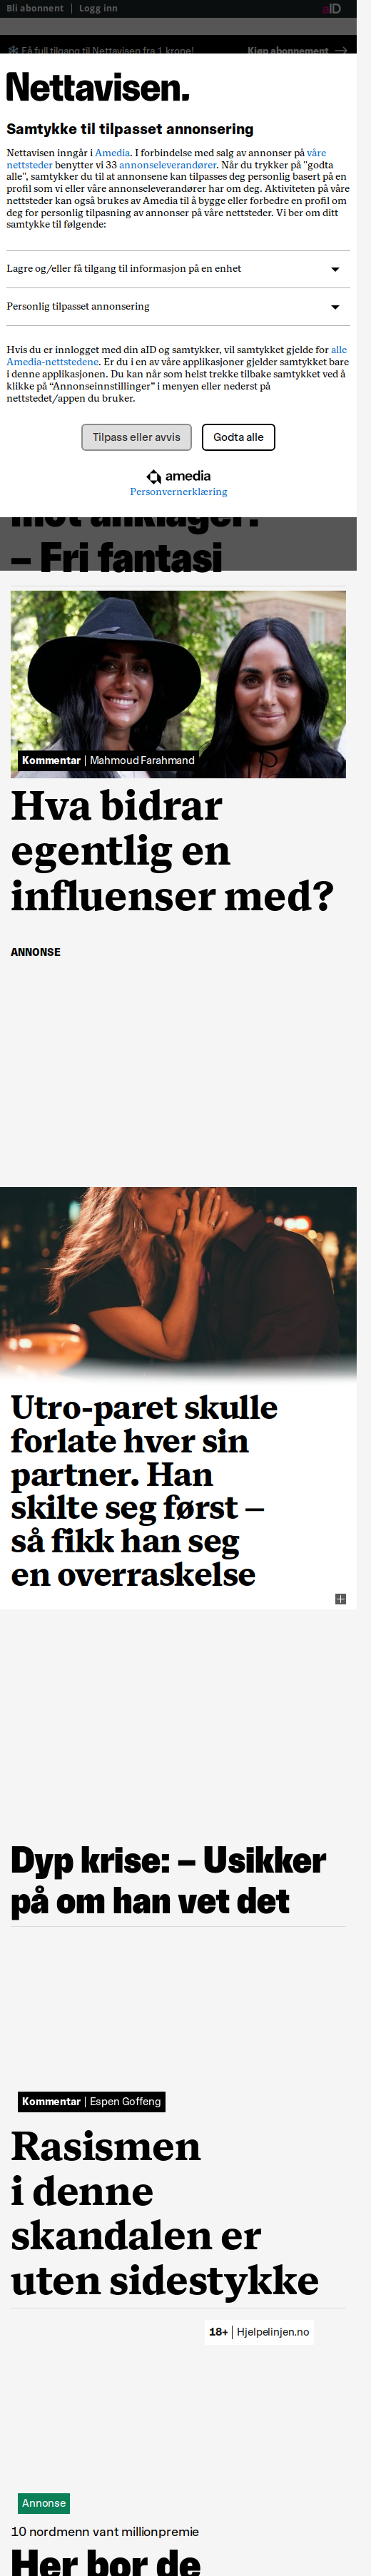 Bli abonnent | Logg inn
aID
Få full tilgang til Nettavisen fra 1 krone!
Kjøp abonnement
Nettavisen.
Samtykke til tilpasset annonsering
Nettavisen inngår i Amedia. I forbindelse med salg av annonser på våre
nettsteder benytter vi 33 annonseleverandører. Når du trykker på "godta
alle", samtykker du til at annonsene kan tilpasses deg personlig basert på en
profil som vi eller våre annonseleverandører har om deg. Aktiviteten på våre
nettsteder kan også brukes av Amedia til å bygge eller forbedre en profil om
deg for personlig tilpasning av annonser på våre nettsteder. Vi ber om ditt
samtykke til følgende:
Lagre og/eller få tilgang til informasjon på en enhet
Personlig tilpasset annonsering
Hvis du er innlogget med din aID og samtykker, vil samtykket gjelde for alle
Amedia-nettstedene. Er du i en av våre applikasjoner gjelder samtykket bare
i denne applikasjonen. Du kan når som helst trekke tilbake samtykket ved å
klikke på “Annonseinnstillinger” i menyen eller nederst på
nettstedet/appen du bruker.
Tilpass eller avvis
Godta alle
amedia
Personvernerklæring
mot anklager:
– Fri fantasi
Kommentar | Mahmoud Farahmand
Hva bidrar
egentlig en
influenser med?
ANNONSE
Utro-paret skulle
forlate hver sin
partner. Han
skilte seg først –
så fikk han seg
en overraskelse
Dyp krise: – Usikker
på om han vet det
Kommentar | Espen Goffeng
Rasismen
i denne
skandalen er
uten sidestykke
18+ | Hjelpelinjen.no
Annonse
10 nordmenn vant millionpremie
Her bor de